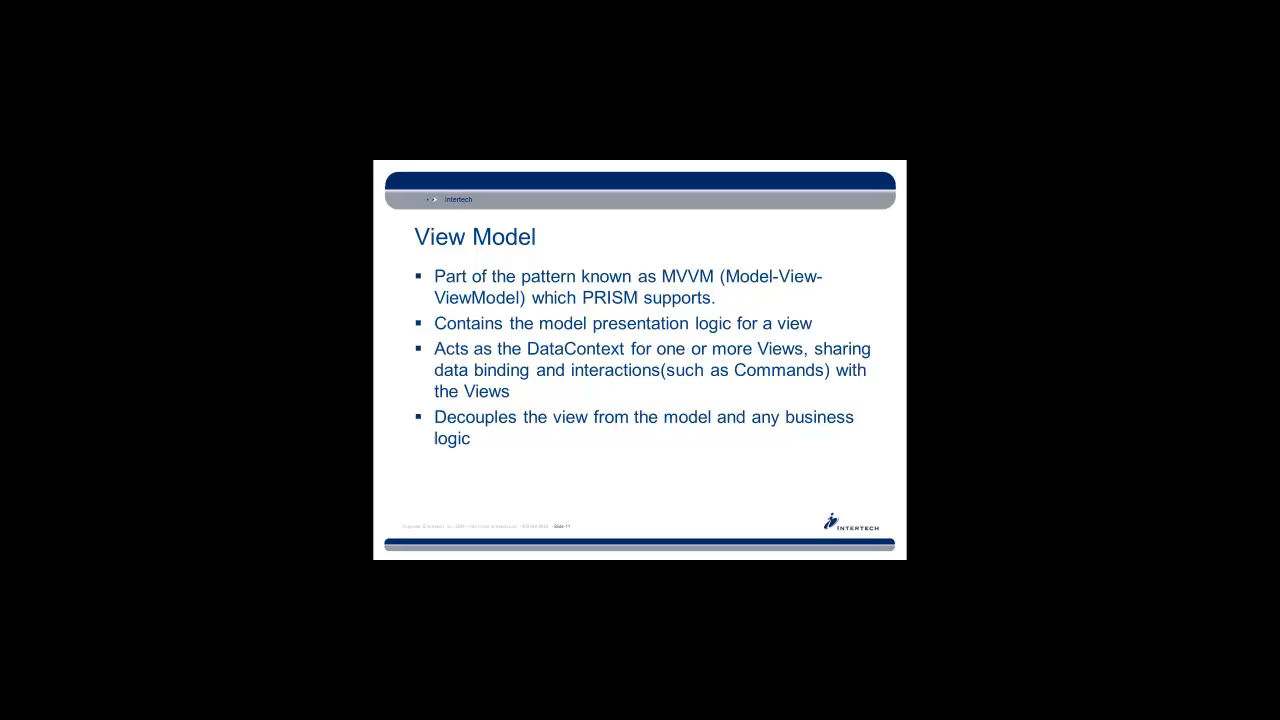 Intertech
View Model
▪ Part of the pattern known as MVVM (Model-View-
ViewModel) which PRISM supports.
▪ Contains the model presentation logic for a view
▪ Acts as the DataContext for one or more Views, sharing
data binding and interactions(such as Commands) with
the Views
▪ Decouples the view from the model and any business
logic
Slide 11
INTERTECH